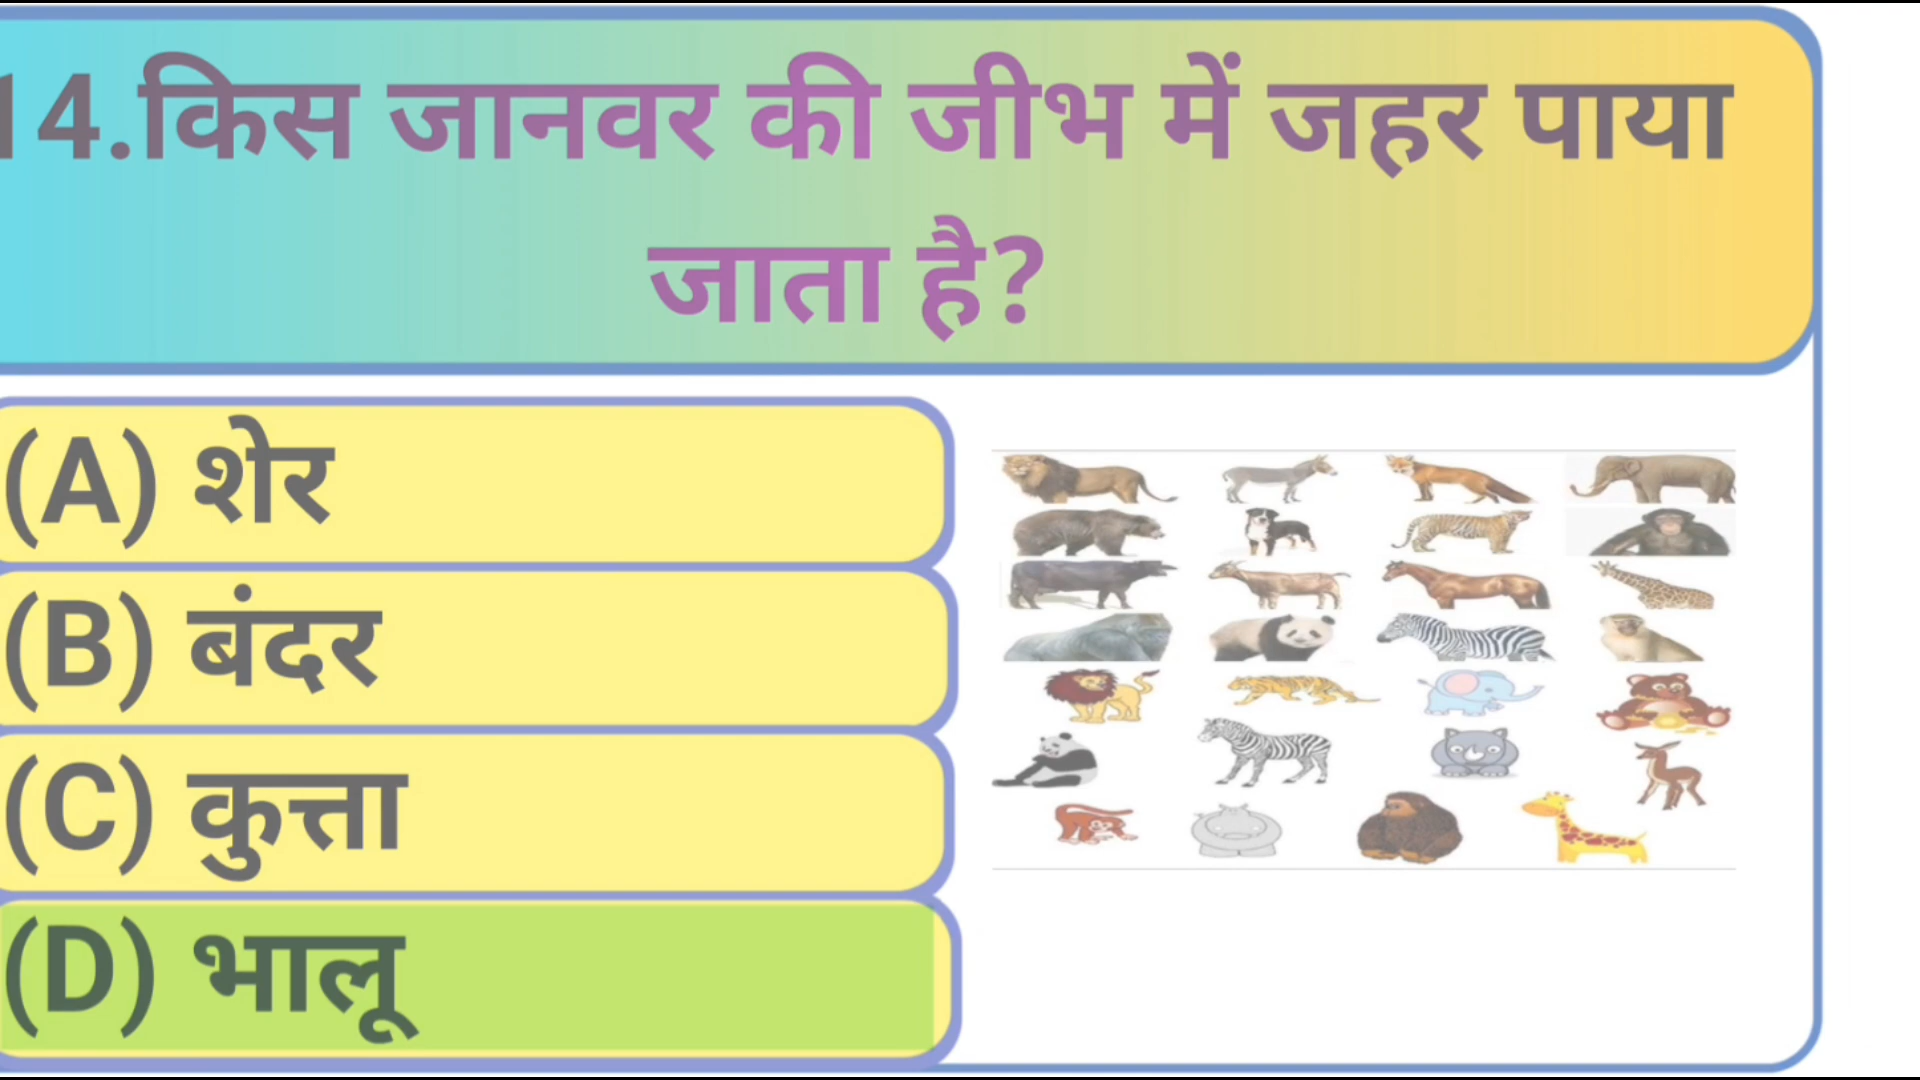 14.किस जानवर की जीभ में जहर पाया
जाता है?
(A) शेर
(B) बंदर
(C) कुत्ता
(D) भालू